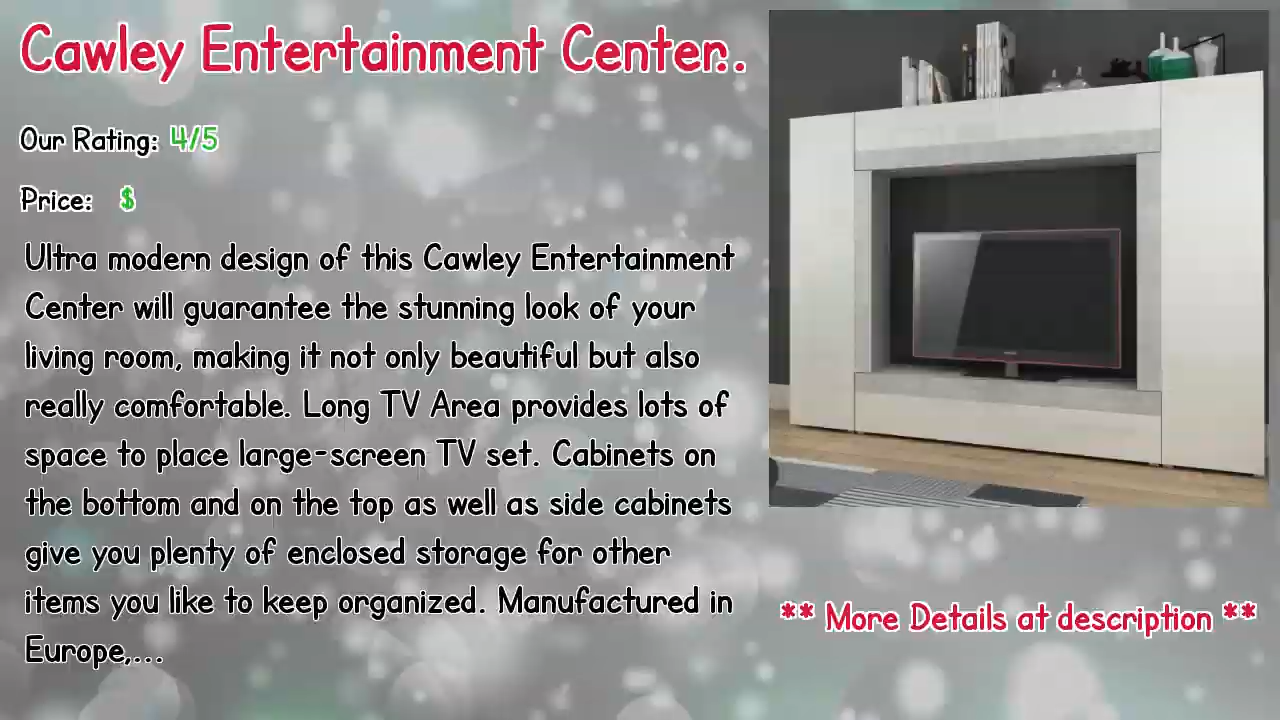 Cawley Entertainment Center..
Our Rating: 4/5
Price: $
Ultra modern design of this Cawley Entertainment
Center will guarantee the stunning look of your
living room, making it not only beautiful but also
really comfortable. Long TV Area provides lots of
space to place large-screen TV set. Cabinets on
the bottom and on the top as well as side cabinets
give you plenty of enclosed storage for other
items you like to keep organized. Manufactured in
Europe,...
** More Details at description **